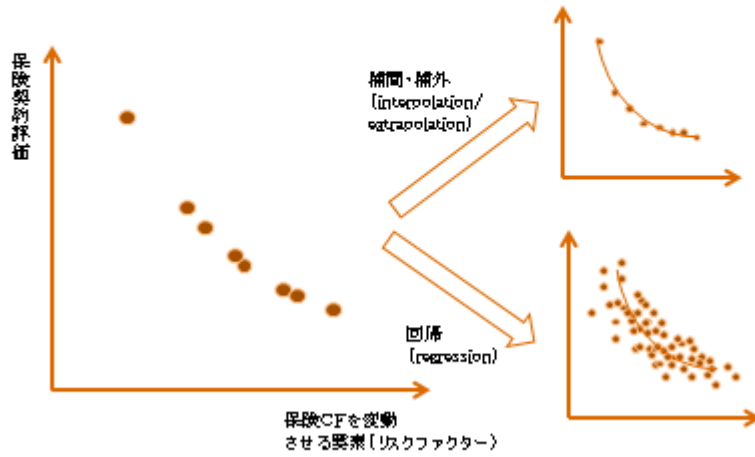 保険契約評価
補間・補外
(interpolation/
extrapolation)
回帰
(regression)
保険CFを変動
させる要素(リスクファクター)